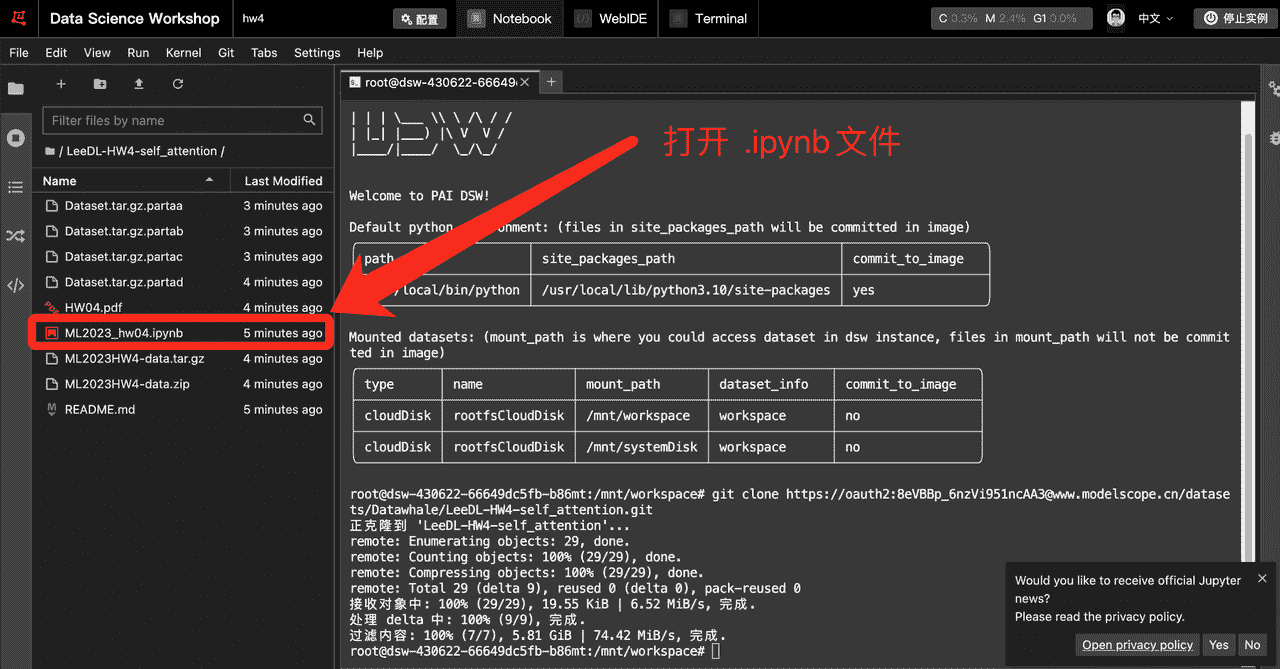 Data Science Workshop
hw4
配置
Notebook
WebIDE
Terminal
C 0.3% M 2.4% G1 0.0%
中文
停止实例
File Edit View Run Kernel Git Tabs Settings Help
Filter files by name
/ LeeDL-HW4-self_attention /
Name Last Modified
Dataset.tar.gz.partaa 3 minutes ago
Dataset.tar.gz.partab 3 minutes ago
Dataset.tar.gz.partac 3 minutes ago
Dataset.tar.gz.partad 4 minutes ago
HW04.pdf 4 minutes ago
ML2023_hw04.ipynb 5 minutes ago
ML2023HW4-data.tar.gz 4 minutes ago
ML2023HW4-data.zip 4 minutes ago
README.md 5 minutes ago
root@dsw-430622-66649
打开 .ipynb文件
Welcome to PAI DSW!
Default python onment: (files in site_packages_path will be committed in image)
path site_packages_path commit_to_image
/local/bin/python /usr/local/lib/python3.10/site-packages yes
Mounted datasets: (mount_path is where you could access dataset in dsw instance, files in mount_path will not be commit
ted in image)
type name mount_path dataset_info commit_to_image
cloudDisk rootfsCloudDisk /mnt/workspace workspace no
cloudDisk rootfsCloudDisk /mnt/systemDisk workspace no
root@dsw-430622-66649dc5fb-b86mt:/mnt/workspace# git clone https://oauth2:8eVBBp_6nzVi951ncAA3@www.modelscope.cn/datase
ts/Datawhale/LeeDL-HW4-self_attention.git
正克隆到 'LeeDL-HW4-self_attention'...
remote: Enumerating objects: 29, done.
remote: Counting objects: 100% (29/29), done.
remote: Compressing objects: 100% (29/29), done.
remote: Total 29 (delta 9), reused 0 (delta 0), pack-reused 0
接收对象中: 100% (29/29), 19.55 KiB | 6.52 MiB/s, 完成.
处理 delta 中: 100% (9/9), 完成.
过滤内容: 100% (7/7), 5.81 GiB | 74.42 MiB/s, 完成.
root@dsw-430622-66649dc5fb-b86mt:/mnt/workspace#
Would you like to receive official Jupyter
news?
Please read the privacy policy.
Open privacy policy Yes No